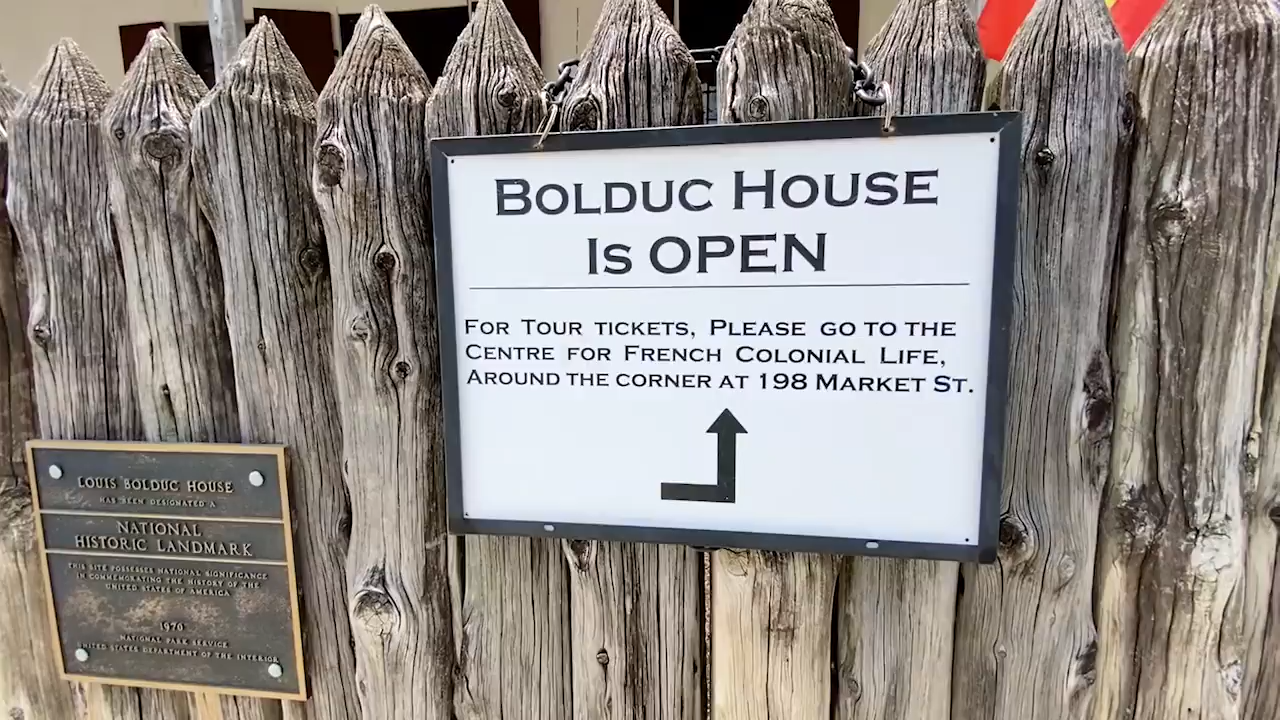 BOLDUC HOUSE
IS OPEN
FOR TOUR TICKETS, PLEASE GO TO THE
CENTRE FOR FRENCH COLONIAL LIFE,
AROUND THE CORNER AT 198 MARKET ST.
LOUIS BOLDUC HOUSE
HAS BEEN DESIGNATED A
NATIONAL
HISTORIC LANDMARK
THIS SITE POSSESSES NATIONAL SIGNIFICANCE
IN COMMEMORATING THE HISTORY OF THE
UNITED STATES OF AMERICA
1970
NATIONAL PARK SERVICE
UNITED STATES DEPARTMENT OF THE INTERIOR